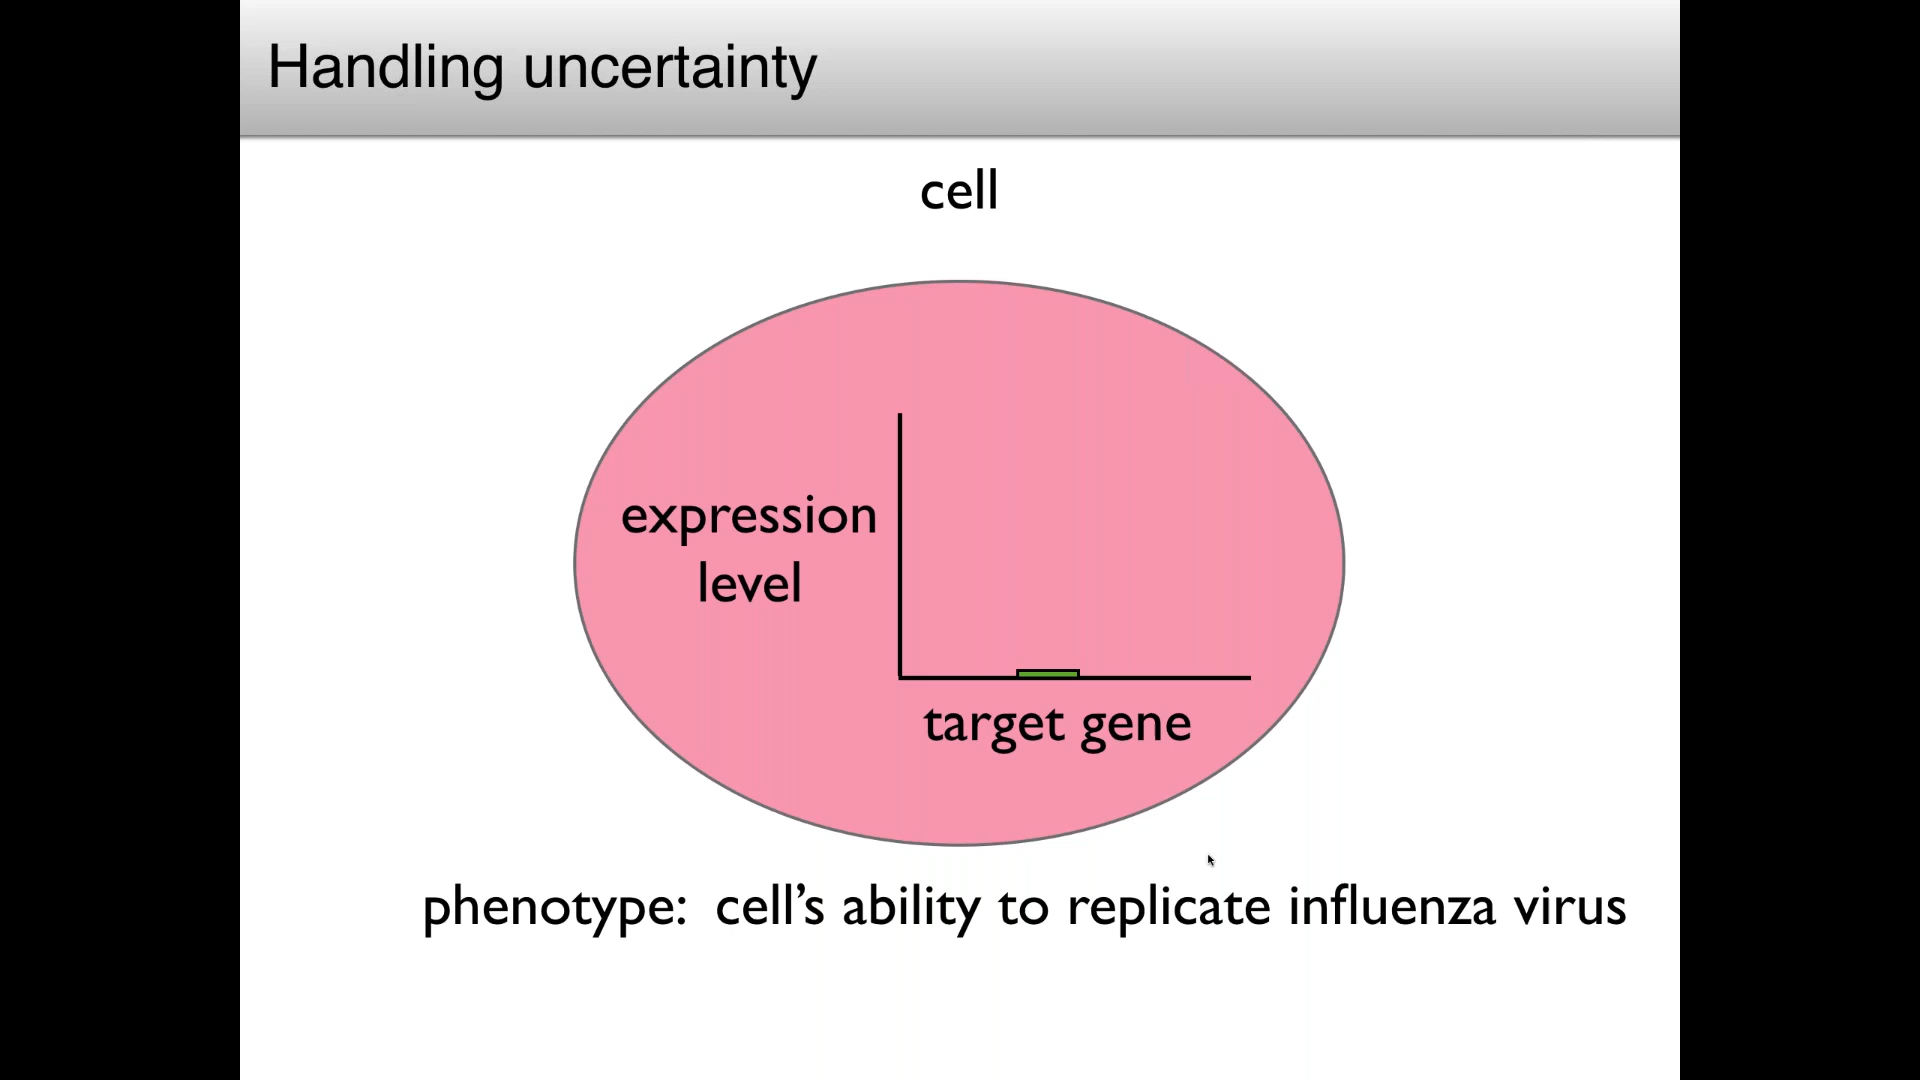 Handling uncertainty
cell
expression
level
target gene
phenotype:  cell’s ability to replicate influenza virus